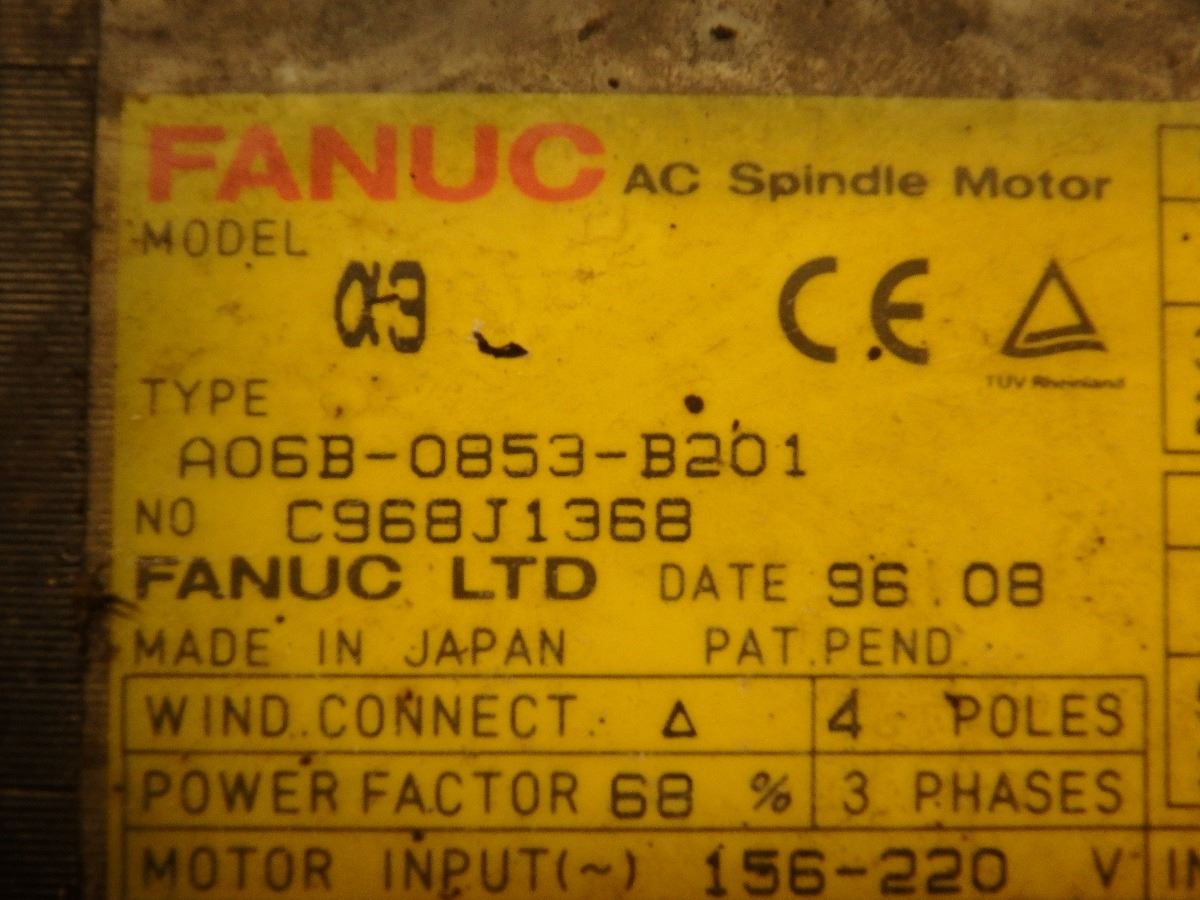 FANUC AC Spindle Motor
MODEL
α3
CE
TÜV Rheinland
TYPE
A06B-0853-B201
NO C968J1368
FANUC LTD DATE 96.08
MADE IN JAPAN PAT.PEND.
WIND.CONNECT. Δ 4 POLES
POWER FACTOR 68 % 3 PHASES
MOTOR INPUT(~) 156-220 V IN